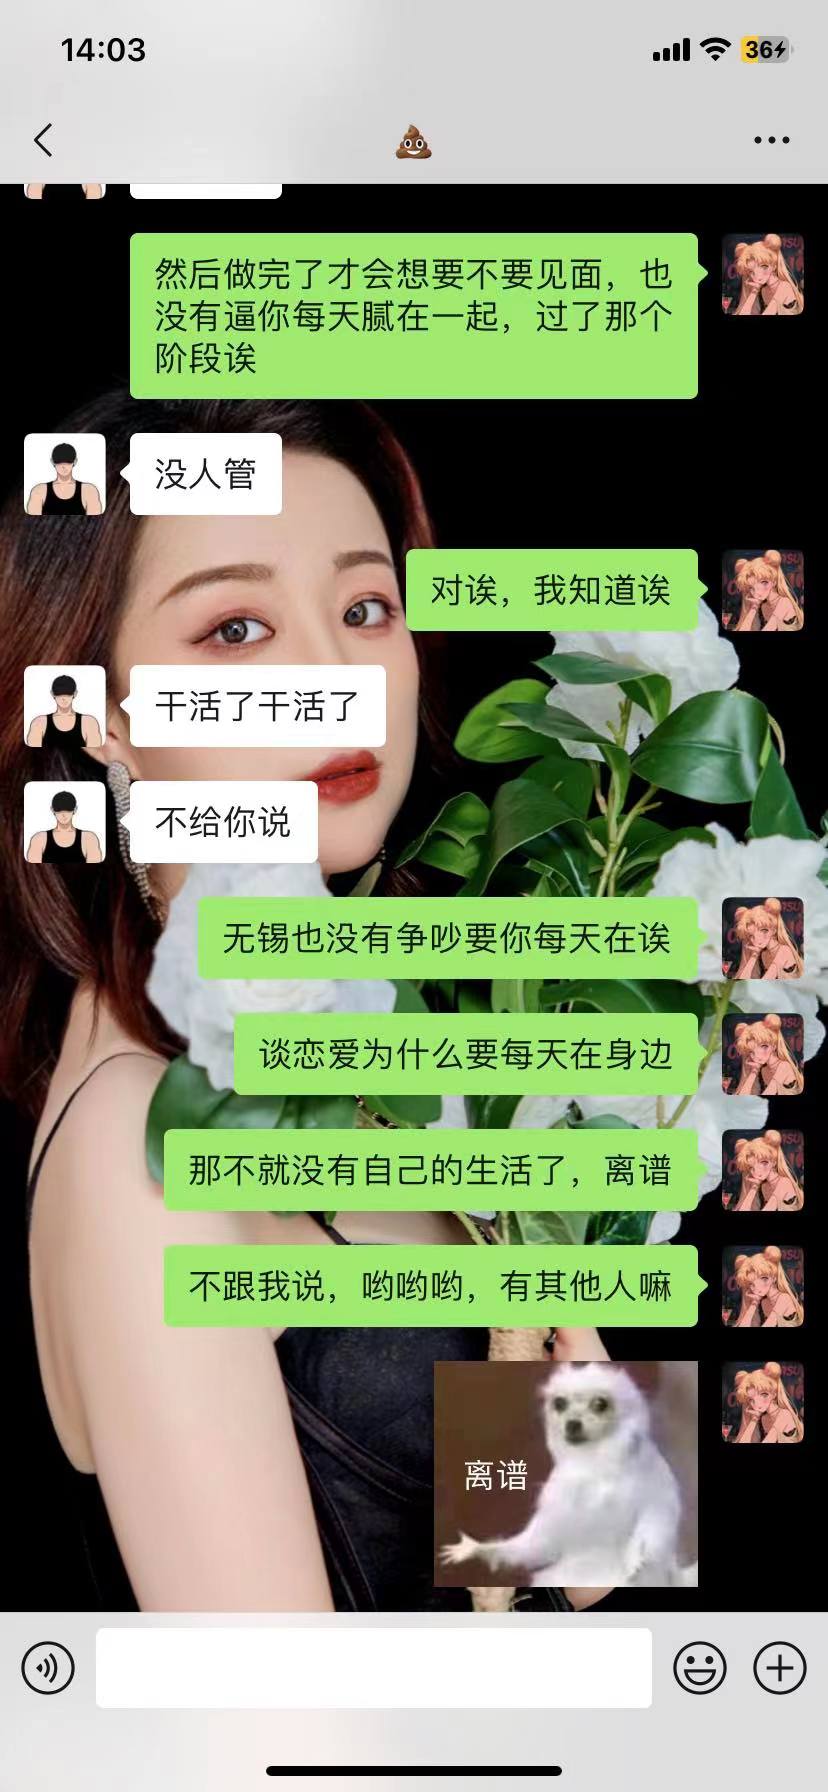 14:03
36
然后做完了才会想要不要见面，也
没有逼你每天腻在一起，过了那个
阶段诶
没人管
对诶，我知道诶
干活了干活了
不给你说
无锡也没有争吵要你每天在诶
谈恋爱为什么要每天在身边
那不就没有自己的生活了，离谱
不跟我说，哟哟哟，有其他人嘛
离谱